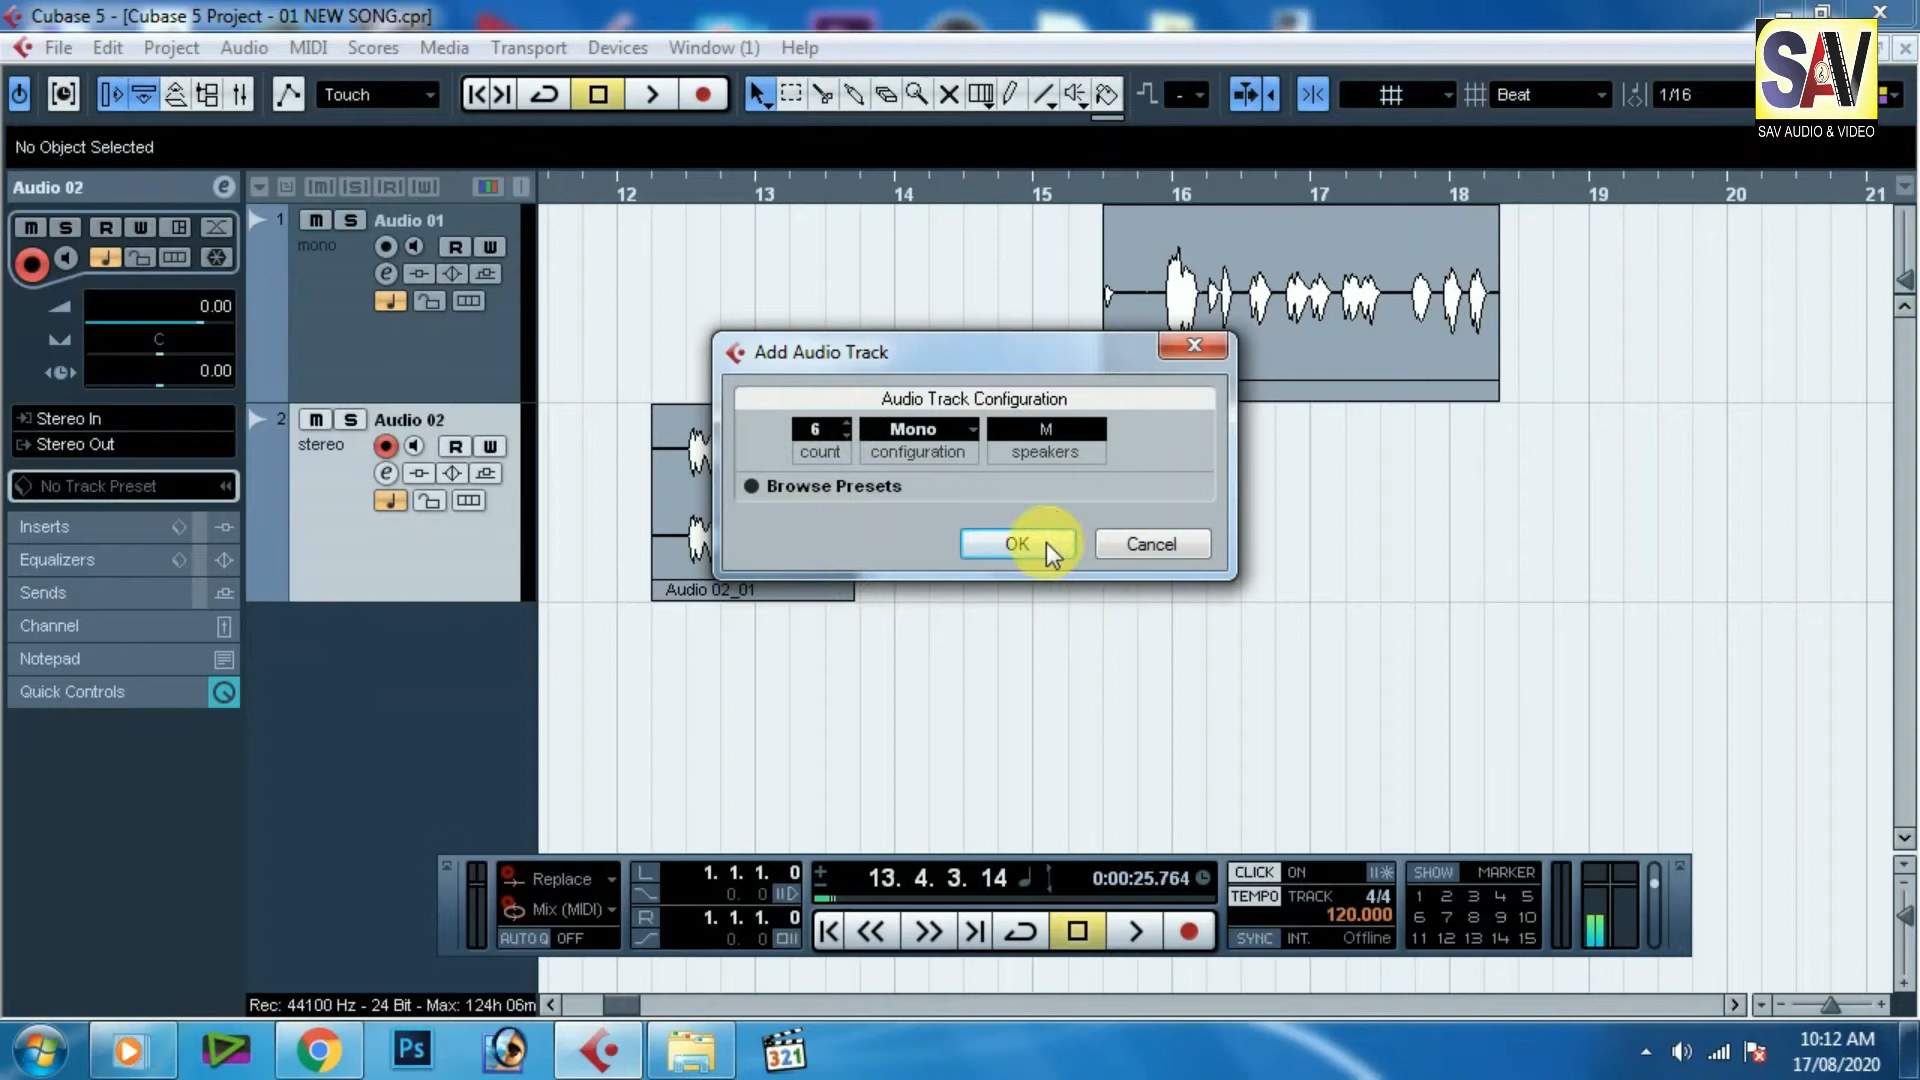 Cubase 5 - [Cubase 5 Project - 01 NEW SONG.cpr]
File Edit Project Audio MIDI Scores Media Transport Devices Window (1) Help
SAV
SAV AUDIO & VIDEO
Touch
Beat
1/16
No Object Selected
Audio 02
M S R W
12 13 14 15 16 17 18 19 20 21
1 M S Audio 01
mono
R W
0.00
C
0.00
Stereo In
Stereo Out
No Track Preset
Inserts
Equalizers
Sends
Channel
Notepad
Quick Controls
2 M S Audio 02
stereo
R W
Audio 02_01
Add Audio Track
Audio Track Configuration
6 Mono M
count configuration speakers
Browse Presets
OK Cancel
Replace
Mix (MIDI)
AUTO Q OFF
L 1. 1. 1. 0
0. 0
R 1. 1. 1. 0
0. 0
13. 4. 3. 14 0:00:25.764
CLICK ON
TEMPO TRACK 4/4
120.000
SYNC INT. Offline
SHOW MARKER
1 2 3 4 5
6 7 8 9 10
11 12 13 14 15
Rec: 44100 Hz - 24 Bit - Max: 124h 06m
Ps
321
10:12 AM
17/08/2020